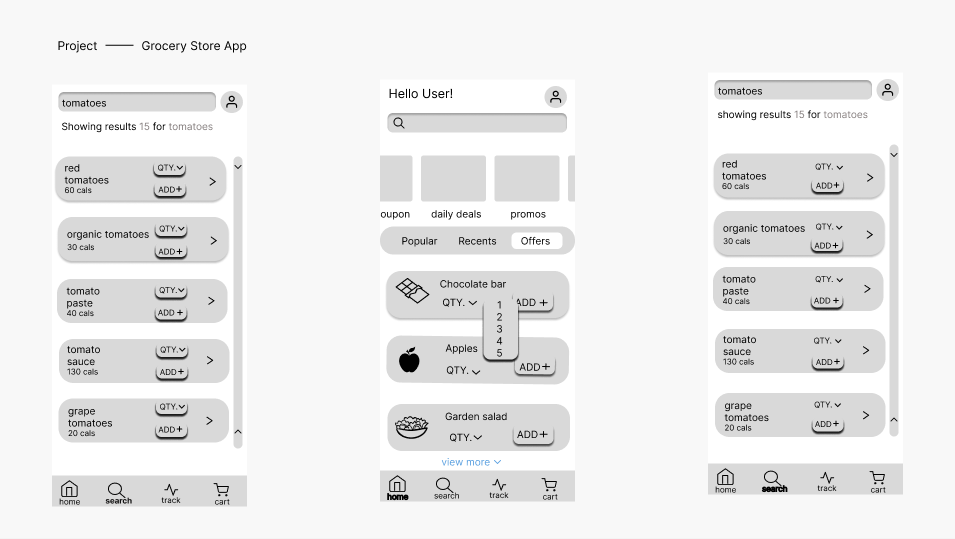 Project — Grocery Store App
tomatoes
Showing results 15 for tomatoes
red
tomatoes
60 cals
QTY.
ADD+
organic tomatoes
30 cals
QTY.
ADD+
tomato
paste
40 cals
QTY.
ADD+
tomato
sauce
130 cals
QTY.
ADD+
grape
tomatoes
20 cals
QTY.
ADD+
home search track cart
Hello User!
oupon daily deals promos
Popular Recents Offers
Chocolate bar
QTY. ADD +
1
2
3
4
5
Apples
QTY. ADD+
Garden salad
QTY. ADD+
view more
home search track cart
tomatoes
showing results 15 for tomatoes
red
tomatoes
60 cals
QTY.
ADD+
organic tomatoes
30 cals
QTY.
ADD+
tomato
paste
40 cals
QTY.
ADD+
tomato
sauce
130 cals
QTY.
ADD+
grape
tomatoes
20 cals
QTY.
ADD+
home search track cart